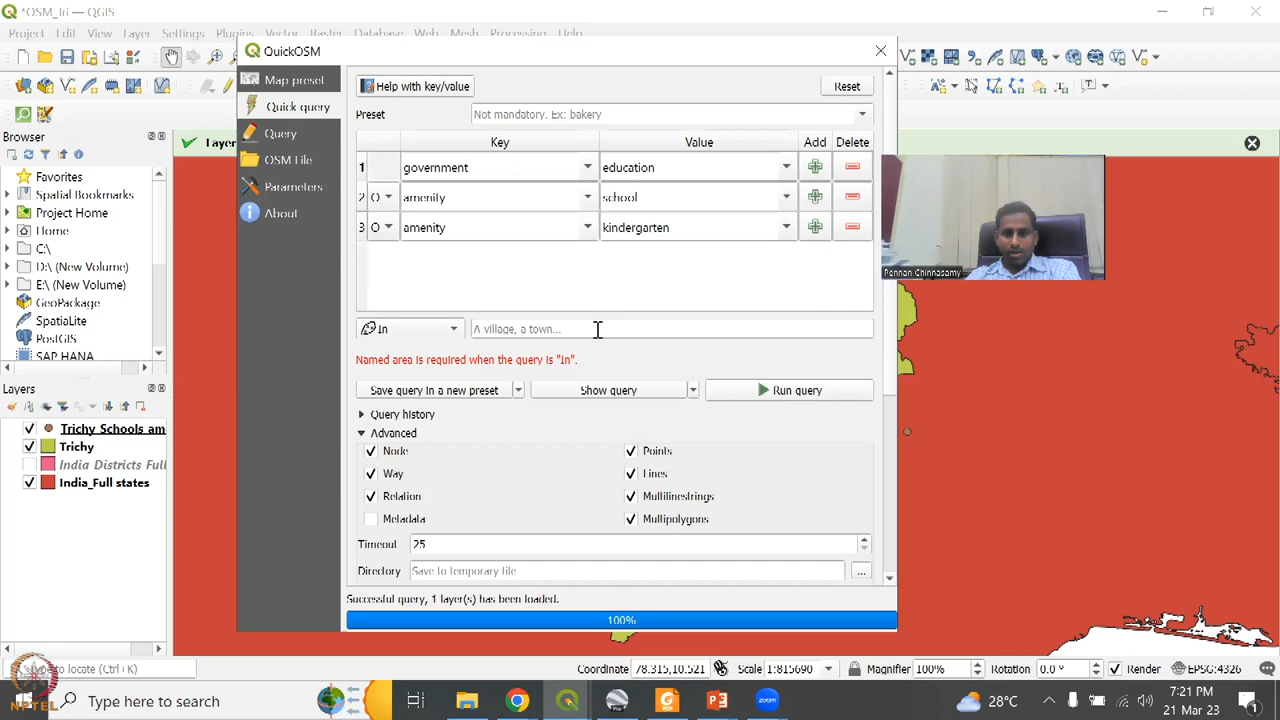 *OSM_tri — QGIS
Project Edit View Layer Settings Plugins Vector Raster Database Web Mesh Processing Help
QuickOSM
Map preset
Quick query
Query
OSM File
Parameters
About
Help with key/value
Reset
Preset
Not mandatory. Ex: bakery
Key Value Add Delete
1 government education
2 O amenity school
3 O amenity kindergarten
In
A village, a town...
Named area is required when the query is "In".
Save query in a new preset
Show query
Run query
Query history
Advanced
Node Points
Way Lines
Relation Multilinestrings
Metadata Multipolygons
Timeout 25
Directory Save to temporary file ...
Successful query, 1 layer(s) has been loaded.
100%
Browser
Favorites
Spatial Bookmarks
Project Home
Home
C:\
D:\ (New Volume)
E:\ (New Volume)
GeoPackage
SpatiaLite
PostGIS
SAP HANA
Layers
Trichy Schools am
Trichy
India Districts Full
India_Full states
Layer
Pennan Chinnasamy
to locate (Ctrl+K)
Coordinate 78.315,10.521 Scale 1:815690 Magnifier 100% Rotation 0.0 ° Render EPSG:4326
NPTEL
Type here to search
28°C
7:21 PM
21 Mar 23
1